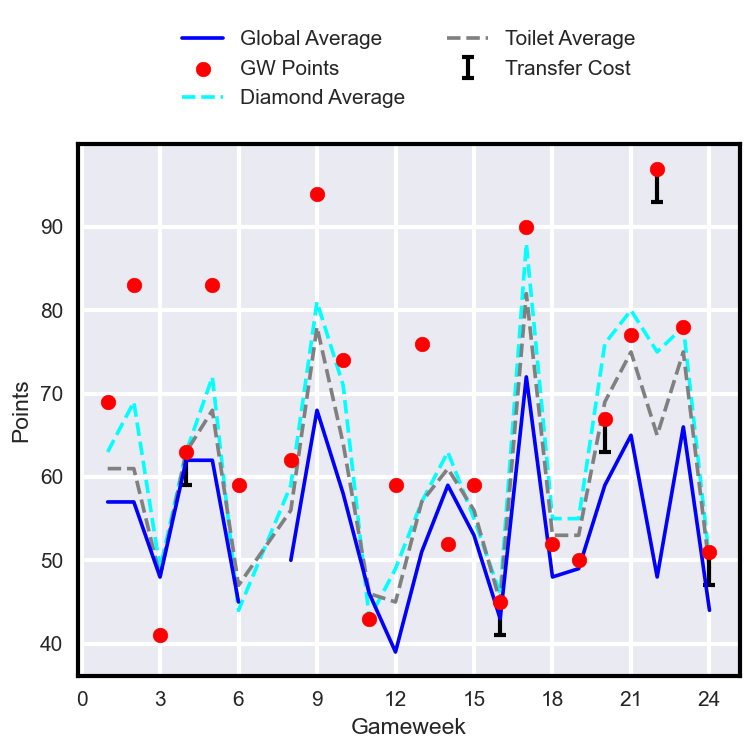 Global Average
GW Points
Diamond Average
Toilet Average
Transfer Cost
Points
90
80
70
60
50
40
0 3 6 9 12 15 18 21 24
Gameweek